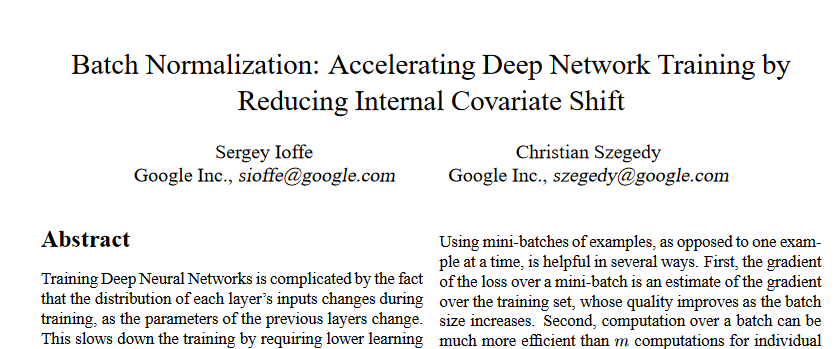 Batch Normalization: Accelerating Deep Network Training by
Reducing Internal Covariate Shift
Sergey Ioffe
Google Inc., sioffe@google.com
Christian Szegedy
Google Inc., szegedy@google.com
Abstract
Training Deep Neural Networks is complicated by the fact
that the distribution of each layer's inputs changes during
training, as the parameters of the previous layers change.
This slows down the training by requiring lower learning
Using mini-batches of examples, as opposed to one exam-
ple at a time, is helpful in several ways. First, the gradient
of the loss over a mini-batch is an estimate of the gradient
over the training set, whose quality improves as the batch
size increases. Second, computation over a batch can be
much more efficient than m computations for individual